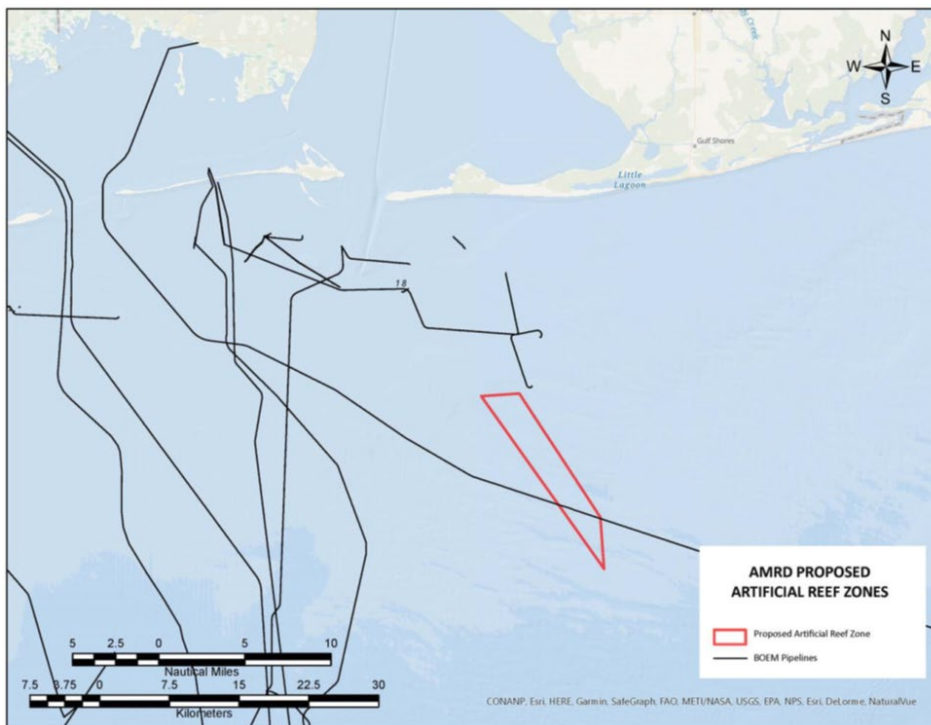 N
W E
S
Gulf Shores
Little
Lagoon
18
AMRD PROPOSED
ARTIFICIAL REEF ZONES
Proposed Artificial Reef Zone
BOEM Pipelines
5 2.5 0 5 10
Nautical Miles
7.5 3.75 0 7.5 15 22.5 30
Kilometers
CONANP, Esri, HERE, Garmin, SafeGraph, FAO, METI/NASA, USGS, EPA, NPS, Esri, DeLorme, NaturalVue